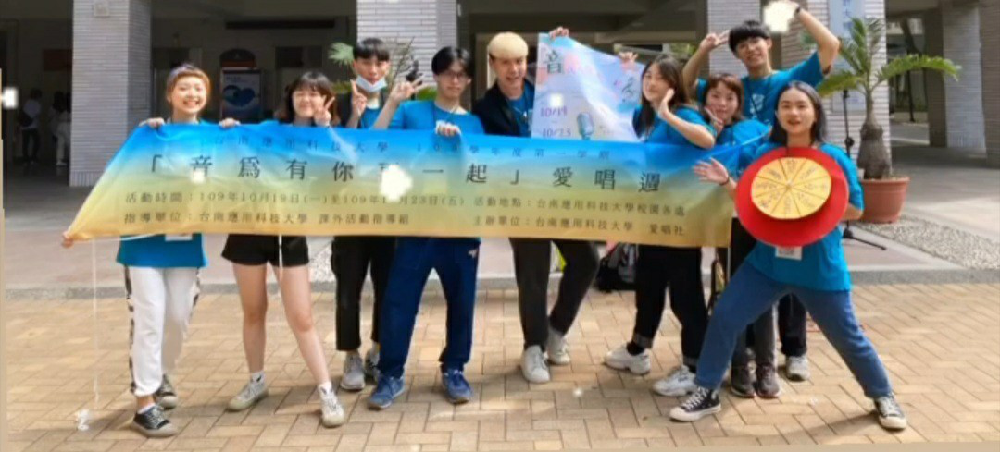 音
10/19
10/23
台南應用科技大學 109學年度第一學期
「音爲有你 一起」愛唱週
活動時間：109年10月19日(一)至109年1 月23日(五) 活動地點：台南應用科技大學校園各處
指導單位：台南應用科技大學 課外活動指導組 主辦單位：台南應用科技大學 愛唱社